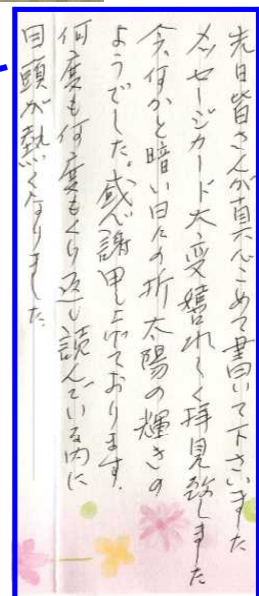 先日皆さんが真心こめて書いて下さいました
メッセージカード大変嬉れしく拝見致しました
今、何かと暗い日々の折太陽の輝きの
ようでした。感謝申し上げております。
何度も何度もくり返し読んでいる内に
目頭が熱くなりました。